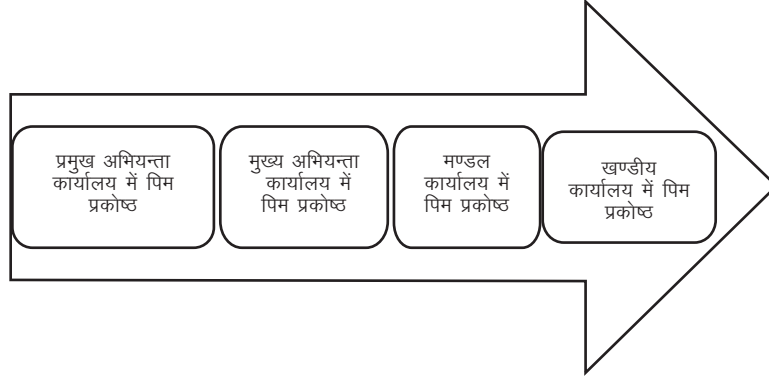 प्रमुख अभियन्ता
कार्यालय में पिम
प्रकोष्ठ
मुख्य अभियन्ता
कार्यालय में
पिम प्रकोष्ठ
मण्डल
कार्यालय में
पिम प्रकोष्ठ
खण्डीय
कार्यालय में पिम
प्रकोष्ठ